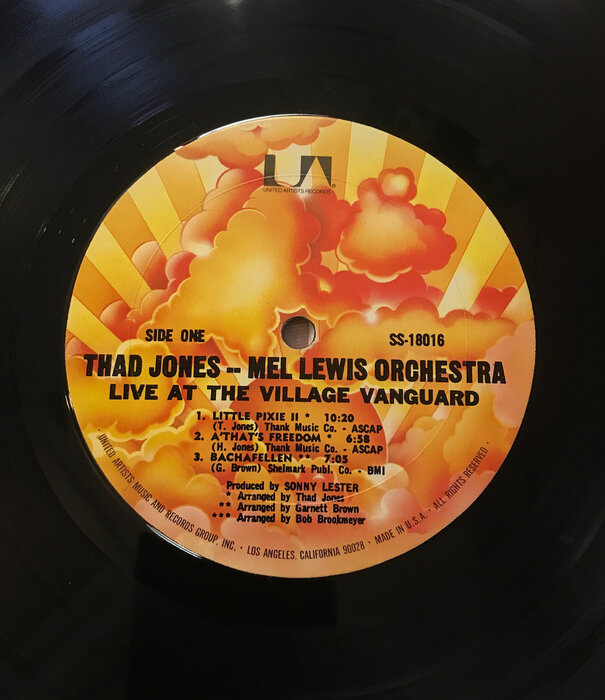 UA®
UNITED ARTISTS RECORDS
SIDE ONE
SS-18016
THAD JONES -- MEL LEWIS ORCHESTRA
LIVE AT THE VILLAGE VANGUARD
1. LITTLE PIXIE II * 10:20
(T. Jones) Thank Music Co. - ASCAP
2. A'THAT'S FREEDOM * 6:58
(H. Jones) Thank Music Co. - ASCAP
3. BACHAFELLEN ** 7:05
(G. Brown) Shelmark Publ. Co. - BMI
Produced by SONNY LESTER
* Arranged by Thad Jones
** Arranged by Garnett Brown
*** Arranged by Bob Brookmeyer
· UNITED ARTISTS MUSIC AND RECORDS GROUP, INC. · LOS ANGELES, CALIFORNIA 90028 · MADE IN U.S.A. · ALL RIGHTS RESERVED ·